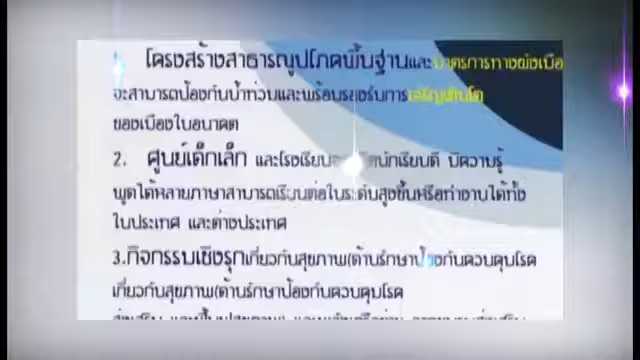 โครงสร้างสาธารณูปโภคพื้นฐานและมาตรการทางผังเมือ
จะสามารถป้องกันน้ำท่วมและพร้อมรองรับการเจริญเติบโต
ของเมืองในอนาคต
2. ศูนย์เด็กเล็ก และโรงเรียน นักเรียนดี มีความรู้
พูดได้หลายภาษาสามารถเรียนต่อในระดับสูงขึ้นหรือทำงานได้ทั้ง
ในประเทศ และต่างประเทศ
3.กิจกรรมเชิงรุกเกี่ยวกับสุขภาพ(ด้านรักษาป้องกันควบคุมโรค
เกี่ยวกับสุขภาพ(ด้านรักษาป้องกันควบคุมโรค